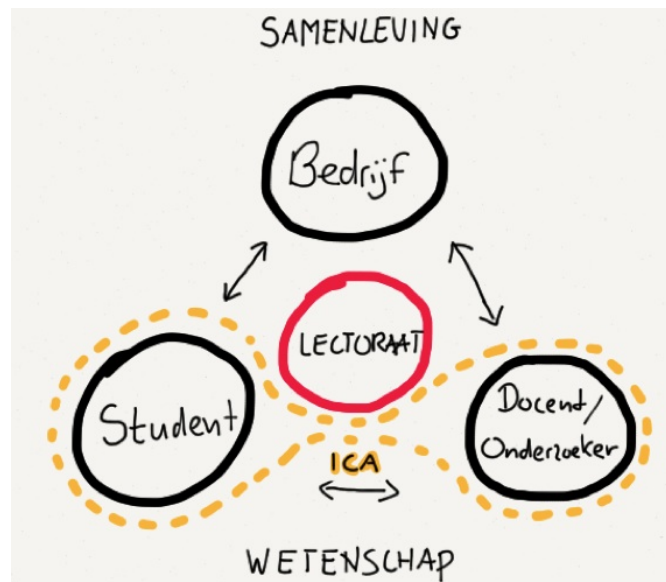 SAMENLEVING
Bedrijf
LECTORAAT
Student
Docent/
Onderzoeker
ICA
WETENSCHAP